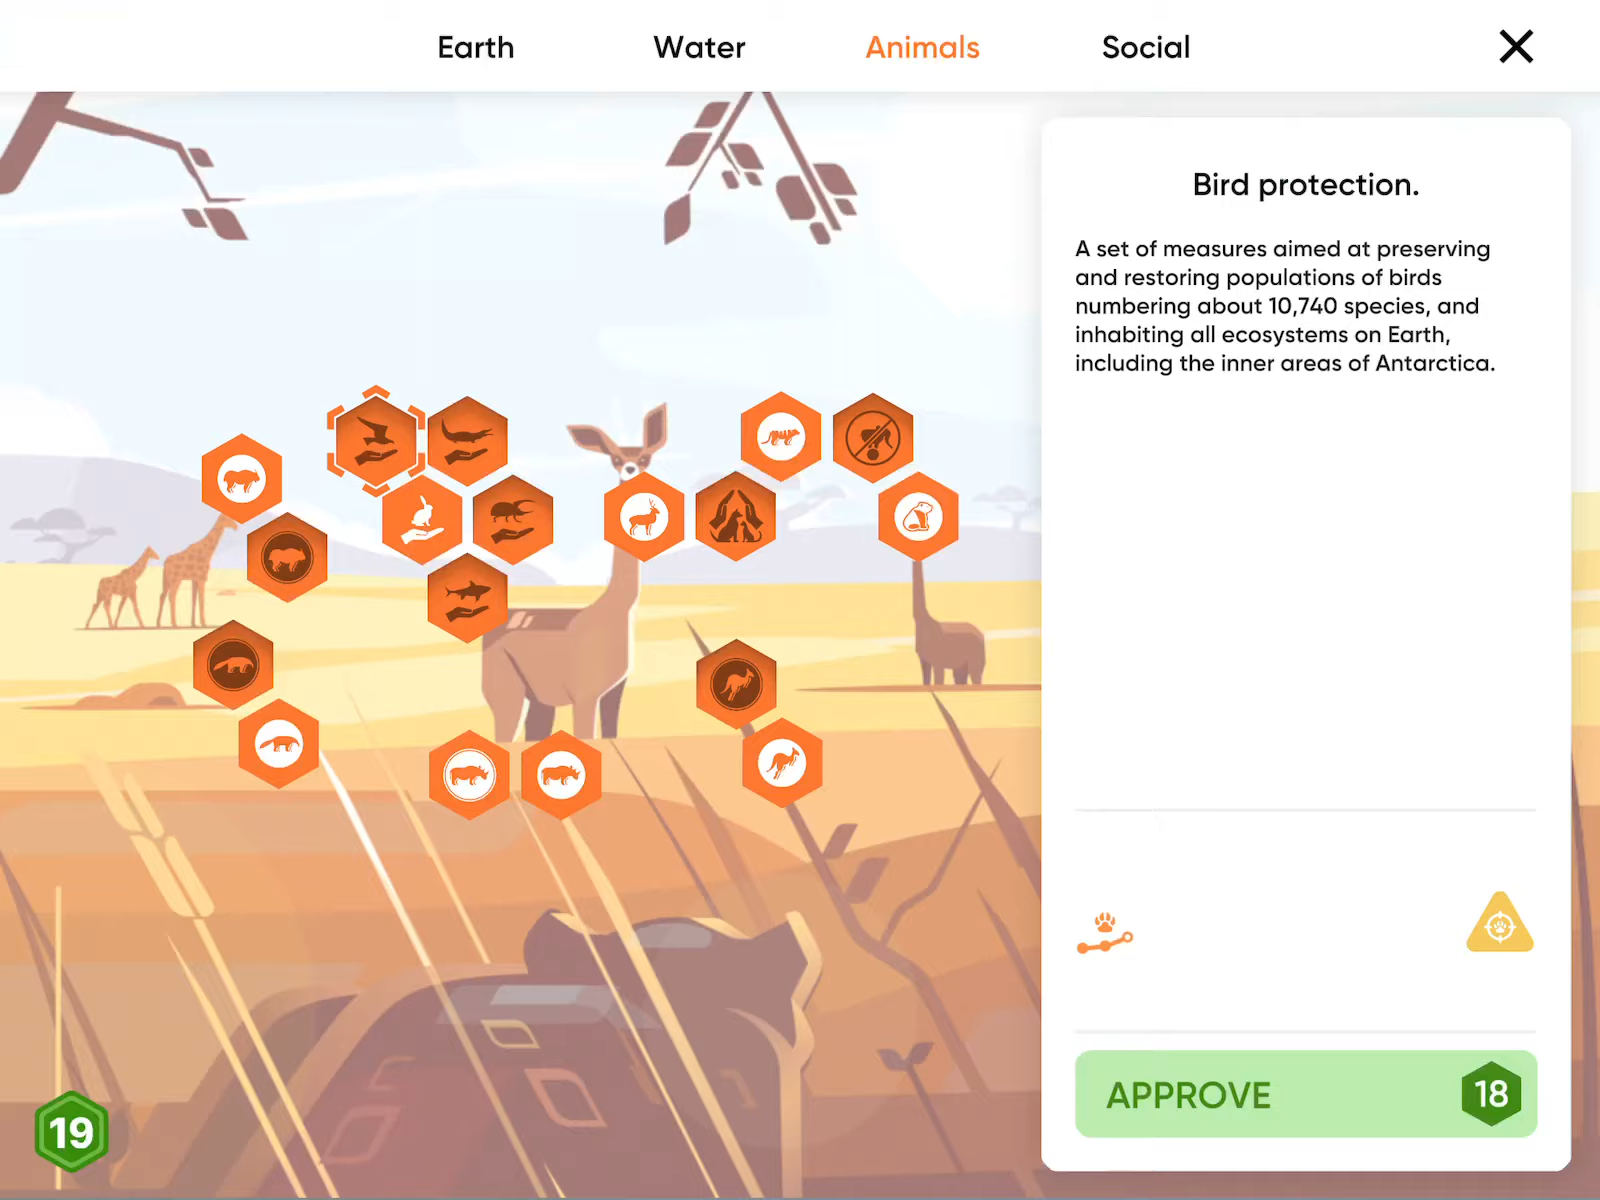 Earth
Water
Animals
Social
Bird protection.
A set of measures aimed at preserving
and restoring populations of birds
numbering about 10,740 species, and
inhabiting all ecosystems on Earth,
including the inner areas of Antarctica.
APPROVE
18
19